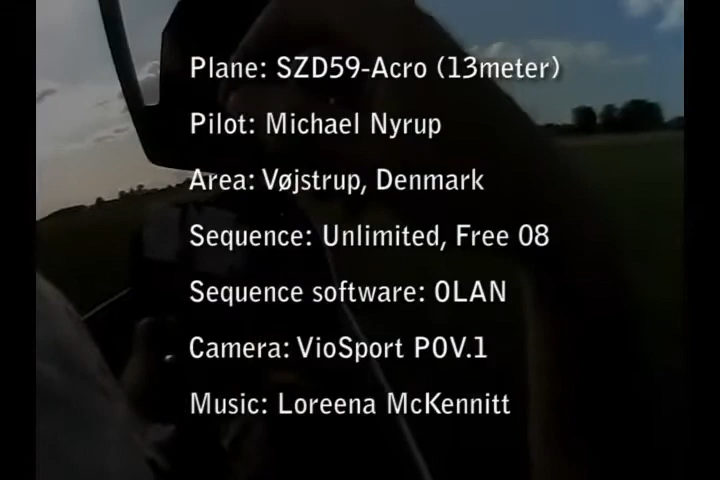 Plane: SZD59-Acro (13meter)
Pilot: Michael Nyrup
Area: Vøjstrup, Denmark
Sequence: Unlimited, Free 08
Sequence software: OLAN
Camera: VioSport POV.1
Music: Loreena McKennitt